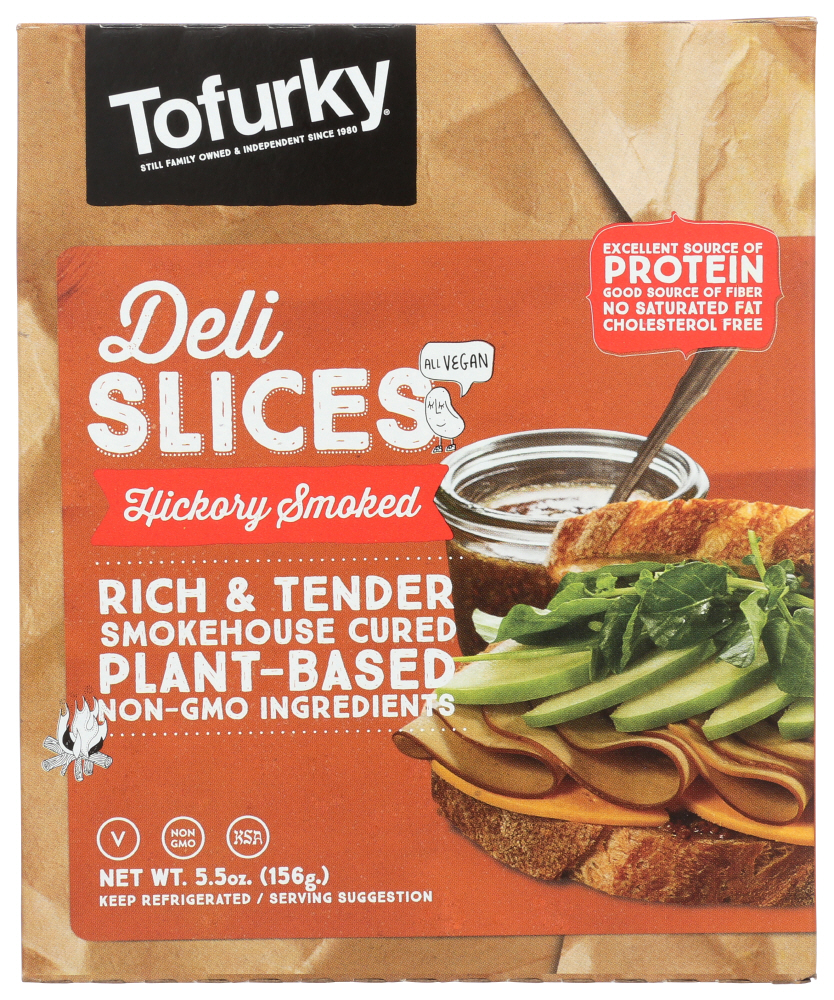 Tofurky®
STILL FAMILY OWNED & INDEPENDENT SINCE 1980
EXCELLENT SOURCE OF
PROTEIN
GOOD SOURCE OF FIBER
NO SATURATED FAT
CHOLESTEROL FREE
Deli
SLICES
ALL VEGAN
Hickory Smoked
RICH & TENDER
SMOKEHOUSE CURED
PLANT-BASED
NON-GMO INGREDIENTS
V
NON
GMO
KSA
NET WT. 5.5oz. (156g.)
KEEP REFRIGERATED / SERVING SUGGESTION